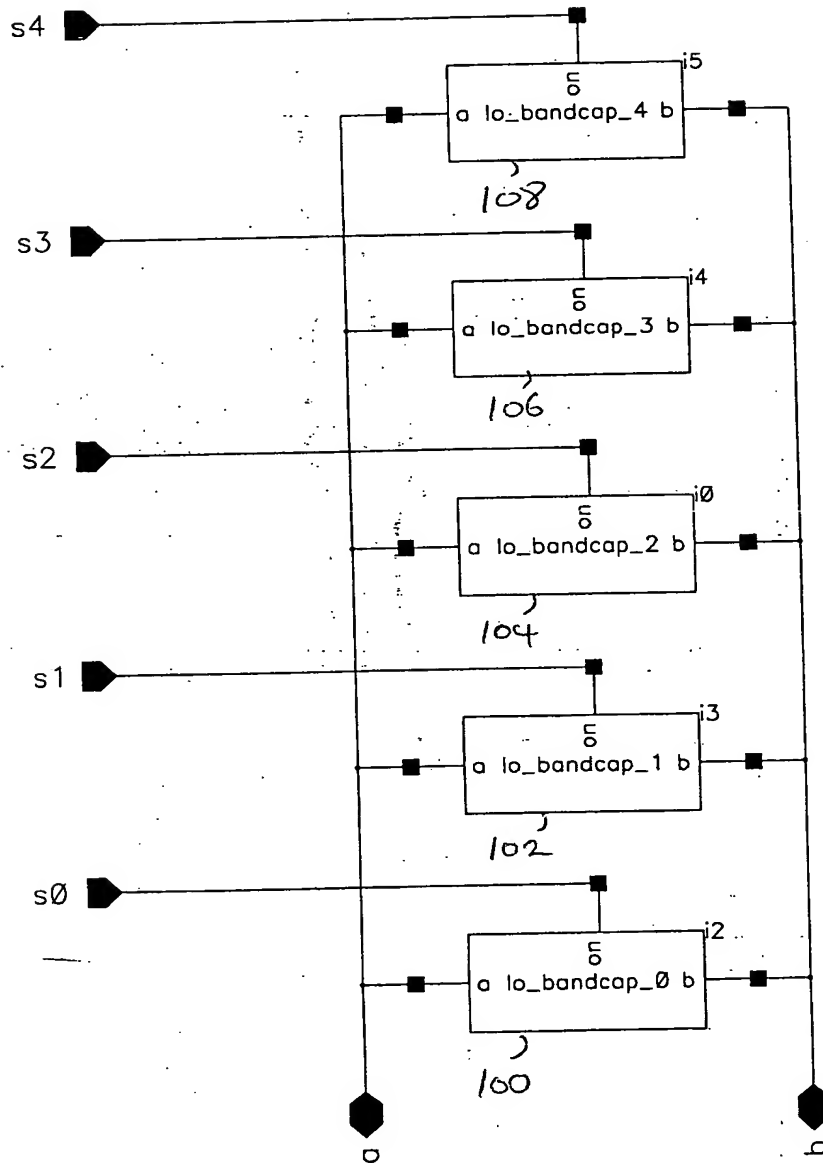 s4
i5
on
a lo_bandcap_4 b
108
s3
i4
on
a lo_bandcap_3 b
106
s2
i0
on
a lo_bandcap_2 b
104
s1
i3
on
a lo_bandcap_1 b
102
s0
i2
on
a lo_bandcap_0 b
100
a
b